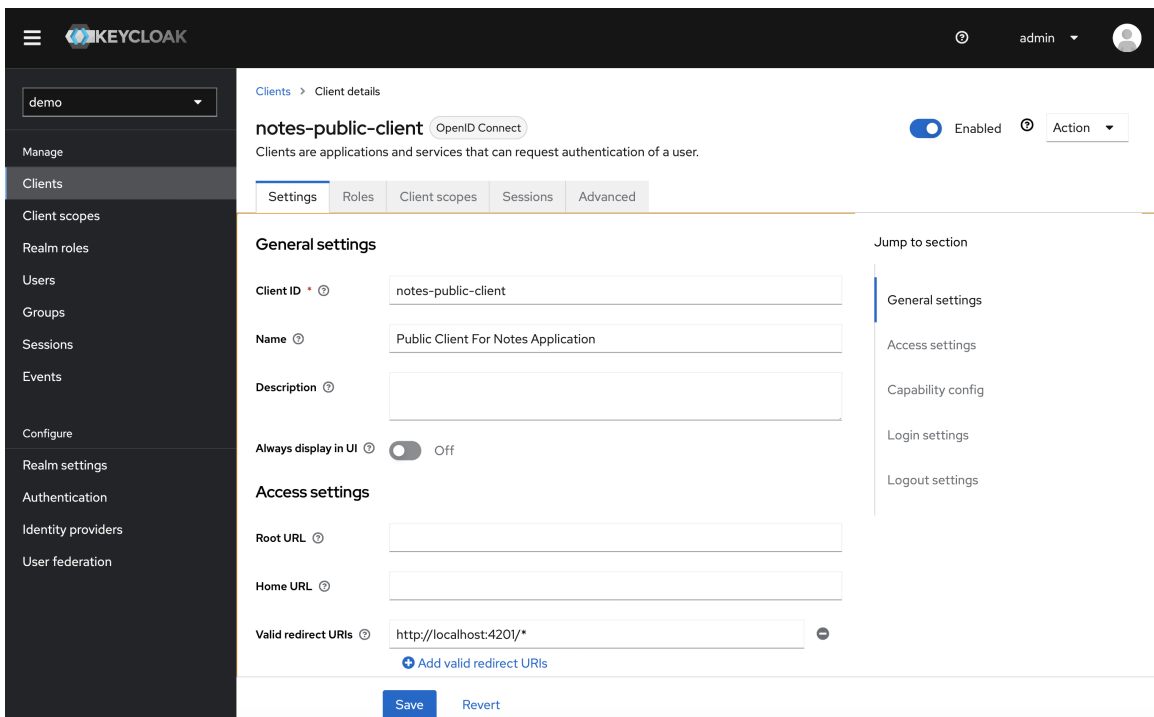 KEYCLOAK
admin
demo
Manage
Clients
Client scopes
Realm roles
Users
Groups
Sessions
Events
Configure
Realm settings
Authentication
Identity providers
User federation
Clients > Client details
notes-public-client OpenID Connect
Enabled
Action
Clients are applications and services that can request authentication of a user.
Settings Roles Client scopes Sessions Advanced
General settings
Client ID * notes-public-client
Name Public Client For Notes Application
Description
Always display in UI Off
Access settings
Root URL
Home URL
Valid redirect URIs http://localhost:4201/*
Add valid redirect URIs
Save Revert
Jump to section
General settings
Access settings
Capability config
Login settings
Logout settings